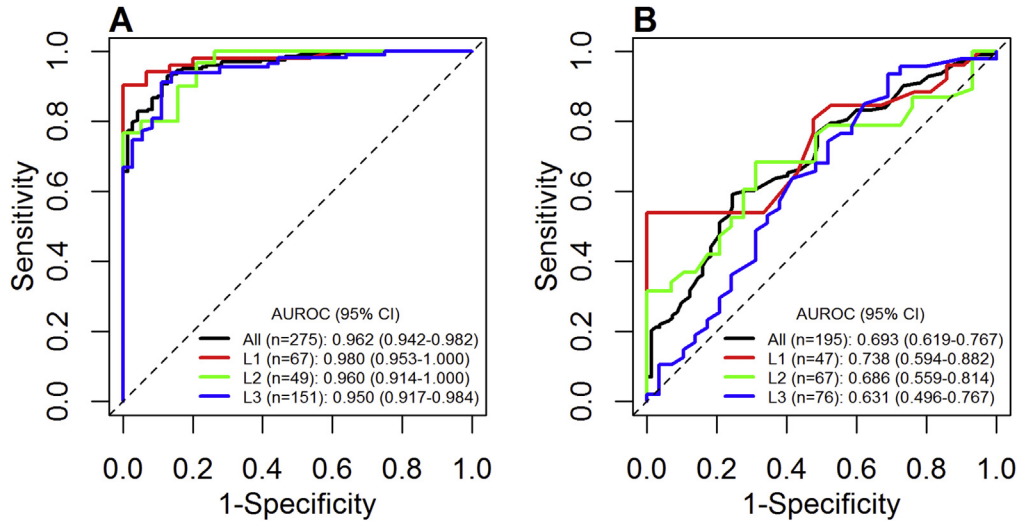 A
Sensitivity
1.0
0.8
0.6
0.4
0.2
0.0
AUROC (95% CI)
All (n=275): 0.962 (0.942-0.982)
L1 (n=67): 0.980 (0.953-1.000)
L2 (n=49): 0.960 (0.914-1.000)
L3 (n=151): 0.950 (0.917-0.984)
0.0 0.2 0.4 0.6 0.8 1.0
1-Specificity
B
Sensitivity
1.0
0.8
0.6
0.4
0.2
0.0
AUROC (95% CI)
All (n=195): 0.693 (0.619-0.767)
L1 (n=47): 0.738 (0.594-0.882)
L2 (n=67): 0.686 (0.559-0.814)
L3 (n=76): 0.631 (0.496-0.767)
0.0 0.2 0.4 0.6 0.8 1.0
1-Specificity